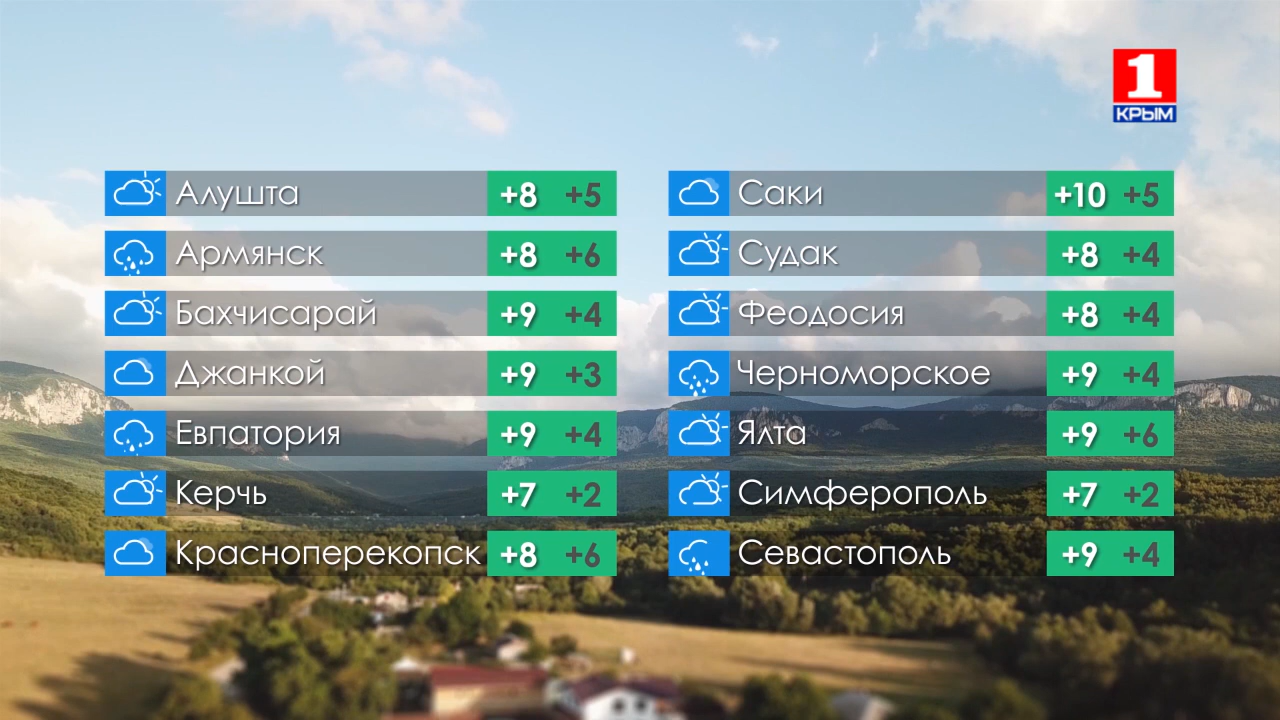 1
КРЫМ
Алушта +8 +5
Армянск +8 +6
Бахчисарай +9 +4
Джанкой +9 +3
Евпатория +9 +4
Керчь +7 +2
Красноперекопск +8 +6
Саки +10 +5
Судак +8 +4
Феодосия +8 +4
Черноморское +9 +4
Ялта +9 +6
Симферополь +7 +2
Севастополь +9 +4